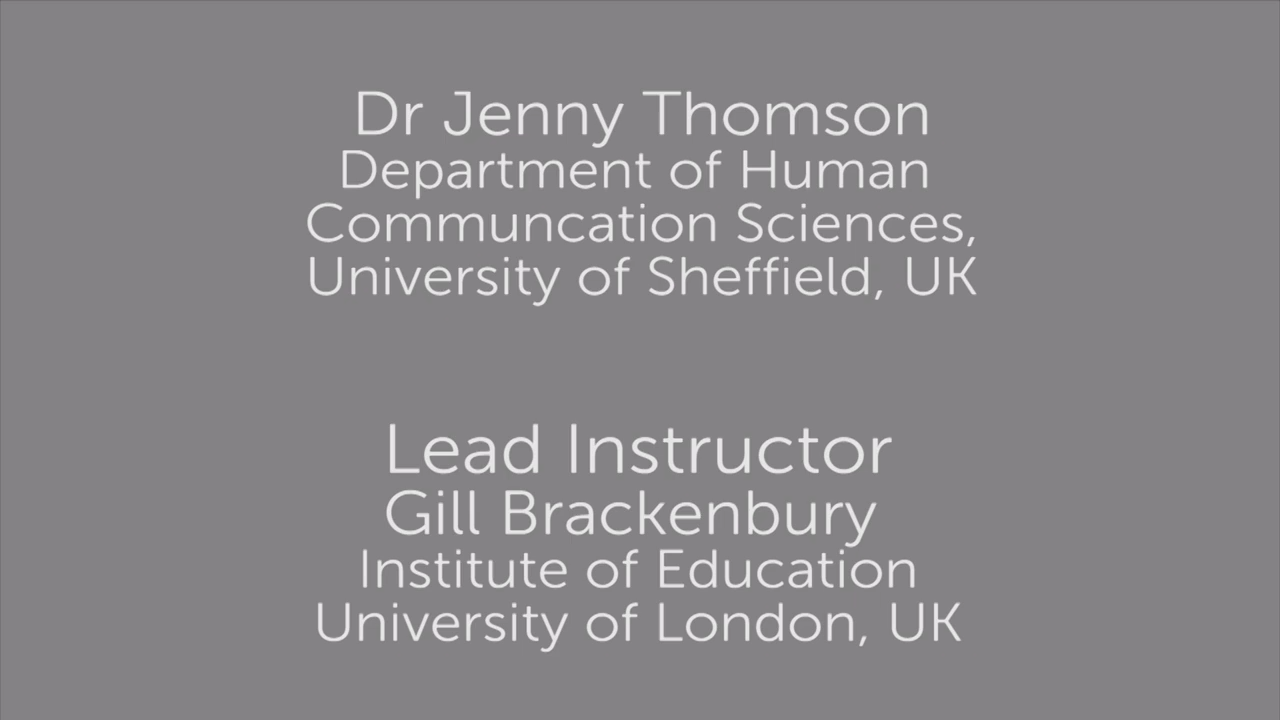 Dr Jenny Thomson
Department of Human
Communcation Sciences,
University of Sheffield, UK
Lead Instructor
Gill Brackenbury
Institute of Education
University of London, UK